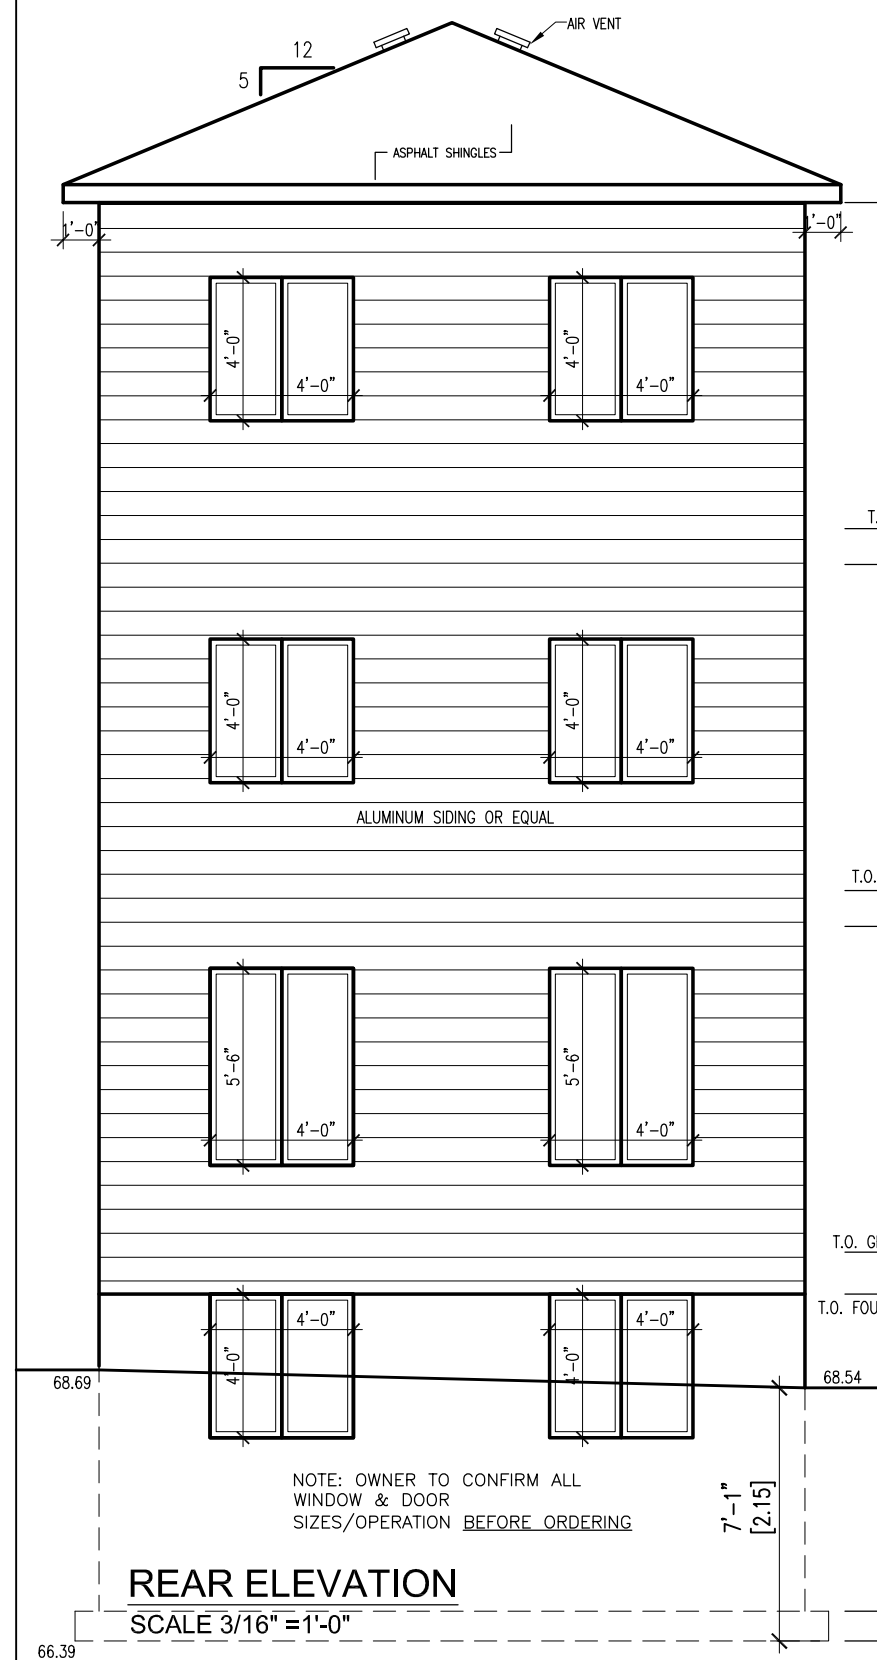 AIR VENT
12
5
ASPHALT SHINGLES
1'-0"
1'-0"
4'-0"
4'-0"
4'-0"
4'-0"
T.
4'-0"
4'-0"
4'-0"
4'-0"
ALUMINUM SIDING OR EQUAL
T.O.
5'-6"
4'-0"
5'-6"
4'-0"
T.O.
T.O.
4'-0"
4'-0"
4'-0"
4'-0"
68.69
68.54
NOTE: OWNER TO CONFIRM ALL
WINDOW & DOOR
SIZES/OPERATION BEFORE ORDERING
7'-1"
[2.15]
REAR ELEVATION
SCALE 3/16" =1'-0"
66.39